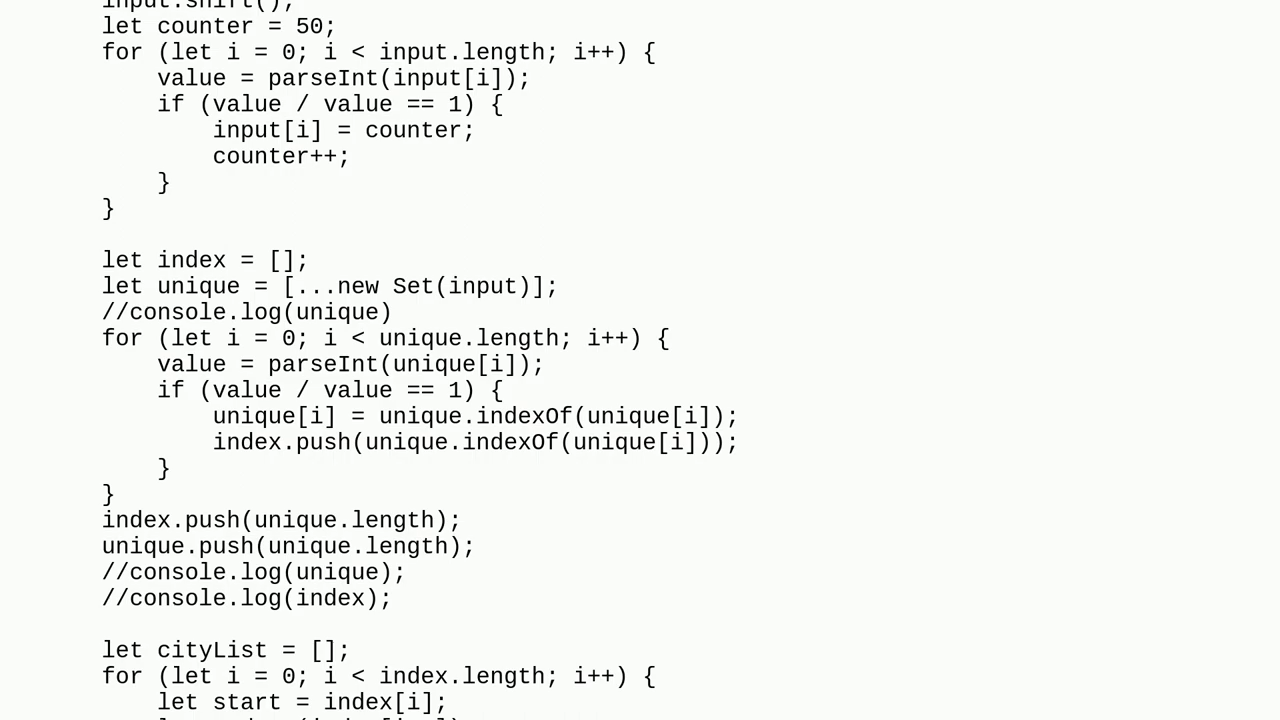 input.shift();
let counter = 50;
for (let i = 0; i < input.length; i++) {
    value = parseInt(input[i]);
    if (value / value == 1) {
        input[i] = counter;
        counter++;
    }
}

let index = [];
let unique = [...new Set(input)];
//console.log(unique)
for (let i = 0; i < unique.length; i++) {
    value = parseInt(unique[i]);
    if (value / value == 1) {
        unique[i] = unique.indexOf(unique[i]);
        index.push(unique.indexOf(unique[i]));
    }
}
index.push(unique.length);
unique.push(unique.length);
//console.log(unique);
//console.log(index);

let cityList = [];
for (let i = 0; i < index.length; i++) {
    let start = index[i];